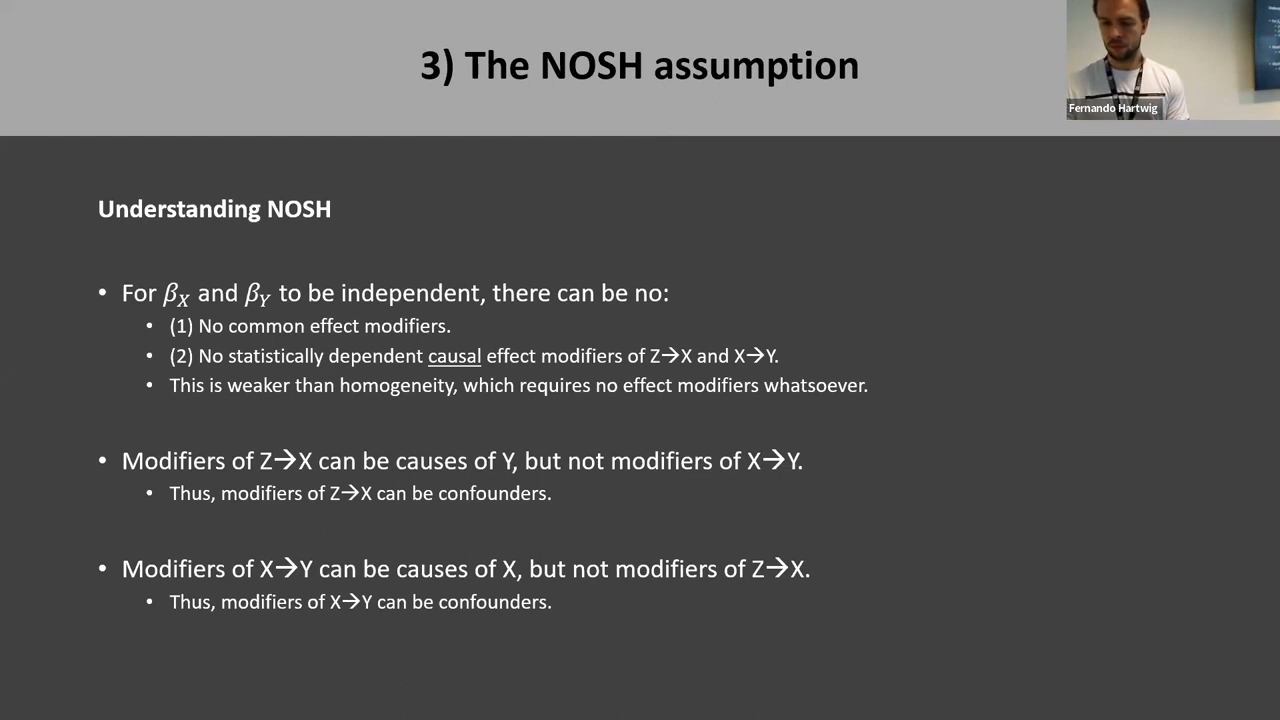 3) The NOSH assumption
Fernando Hartwig
Understanding NOSH
• For βX and βY to be independent, there can be no:
• (1) No common effect modifiers.
• (2) No statistically dependent causal effect modifiers of Z→X and X→Y.
• This is weaker than homogeneity, which requires no effect modifiers whatsoever.
• Modifiers of Z→X can be causes of Y, but not modifiers of X→Y.
• Thus, modifiers of Z→X can be confounders.
• Modifiers of X→Y can be causes of X, but not modifiers of Z→X.
• Thus, modifiers of X→Y can be confounders.